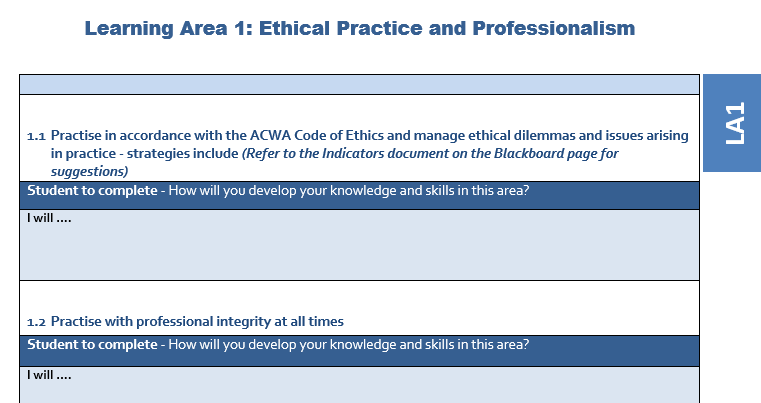 Learning Area 1: Ethical Practice and Professionalism
LA1
1.1 Practise in accordance with the ACWA Code of Ethics and manage ethical dilemmas and issues arising
in practice - strategies include (Refer to the Indicators document on the Blackboard page for
suggestions)
Student to complete - How will you develop your knowledge and skills in this area?
I will ....
1.2 Practise with professional integrity at all times
Student to complete - How will you develop your knowledge and skills in this area?
I will ....